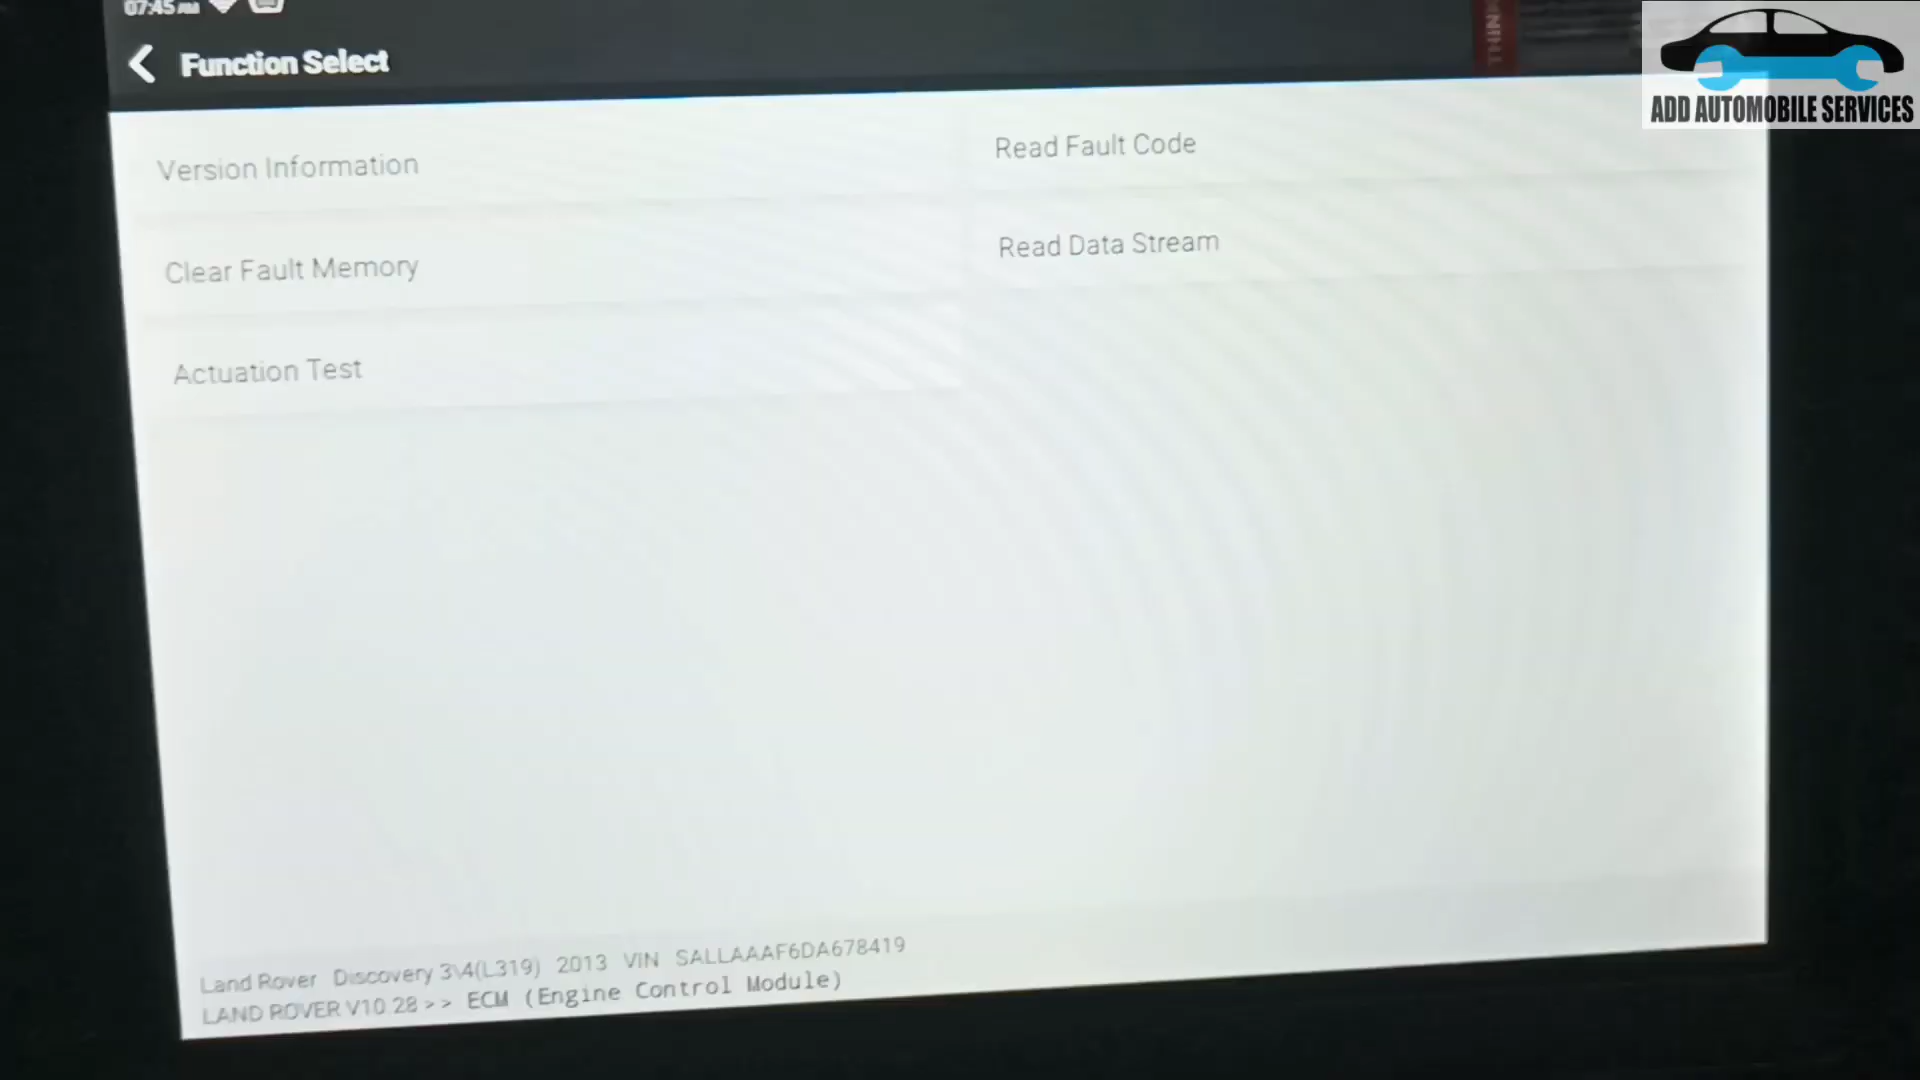 07:45 AM
Function Select
ADD AUTOMOBILE SERVICES
Version Information
Read Fault Code
Clear Fault Memory
Read Data Stream
Actuation Test
Land Rover Discovery 3\4(L319) 2013 VIN SALLAAAF6DA678419
LAND ROVER V10.28 >> ECM (Engine Control Module)